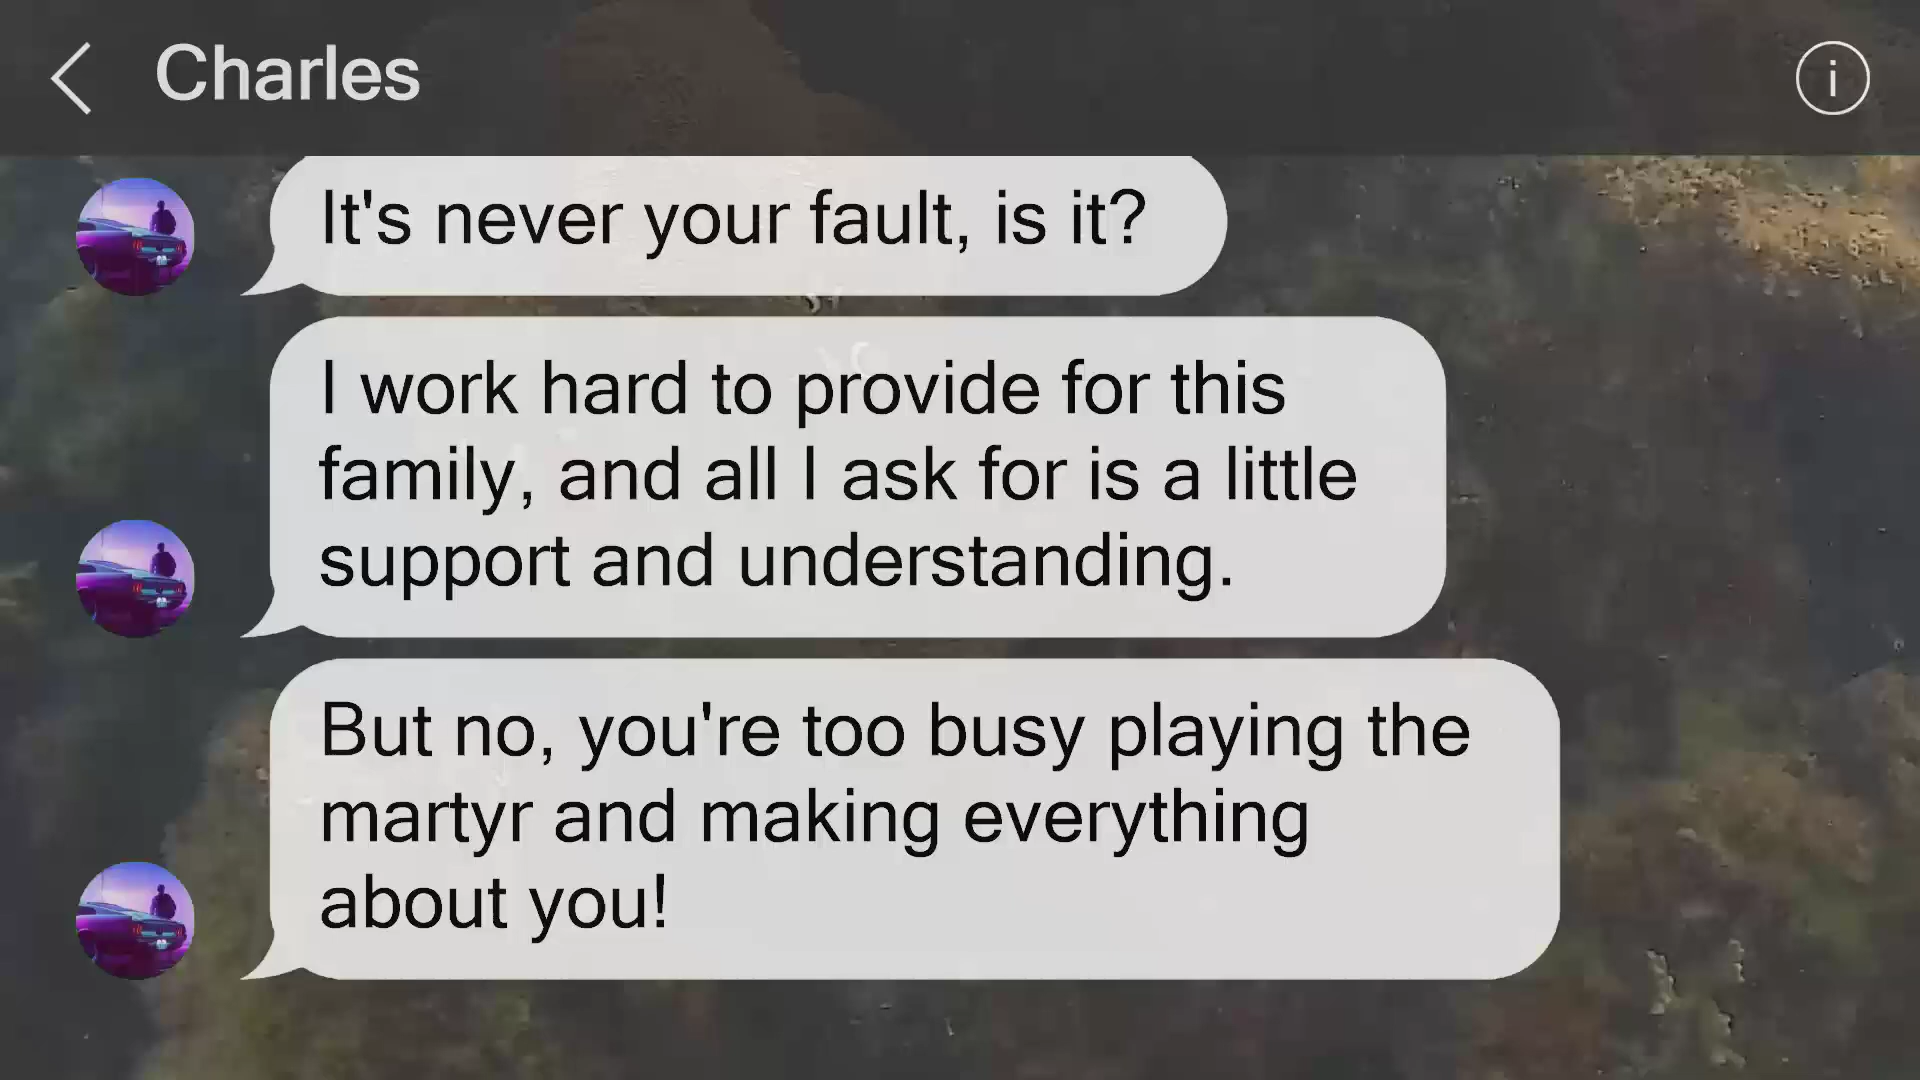 Charles
It's never your fault, is it?
I work hard to provide for this
family, and all I ask for is a little
support and understanding.
But no, you're too busy playing the
martyr and making everything
about you!